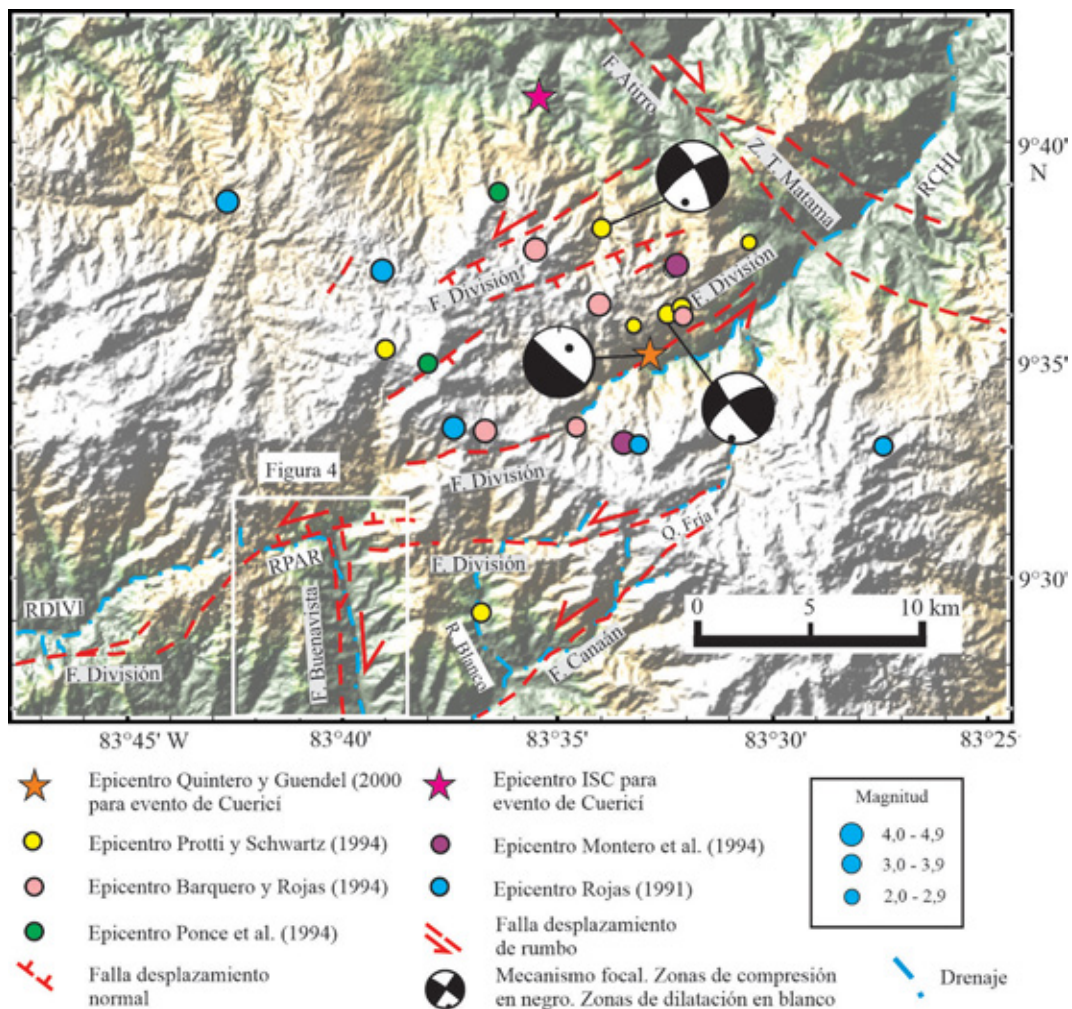 F. Atirro
9°40'
N
Z. T. Matama
RCHI
F. División
F. División
9°35'
Figura 4
F. División
Q. Fría
RPAR
F. División
9°30'
RDIVI
0 5 10 km
F. Buenavista
R. Blanco
F. Canaán
F. División
83°45' W 83°40' 83°35' 83°30' 83°25'
Epicentro Quintero y Guendel (2000
para evento de Cuericí
Epicentro ISC para
evento de Cuericí
Epicentro Protti y Schwartz (1994)
Epicentro Montero et al. (1994)
Epicentro Barquero y Rojas (1994)
Epicentro Rojas (1991)
Epicentro Ponce et al. (1994)
Falla desplazamiento
de rumbo
Falla desplazamiento
normal
Mecanismo focal. Zonas de compresión
en negro. Zonas de dilatación en blanco
Magnitud
4,0 - 4,9
3,0 - 3,9
2,0 - 2,9
Drenaje